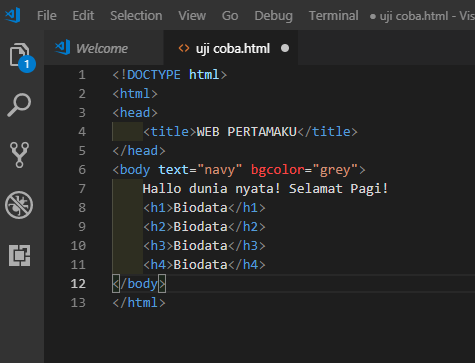 File Edit Selection View Go Debug Terminal Help ● uji coba.html - Vis
Welcome uji coba.html ●
1
1 <!DOCTYPE html>
2 <html>
3 <head>
4 <title>WEB PERTAMAKU</title>
5 </head>
6 <body text="navy" bgcolor="grey">
7 Hallo dunia nyata! Selamat Pagi!
8 <h1>Biodata</h1>
9 <h2>Biodata</h2>
10 <h3>Biodata</h3>
11 <h4>Biodata</h4>
12 </body>
13 </html>